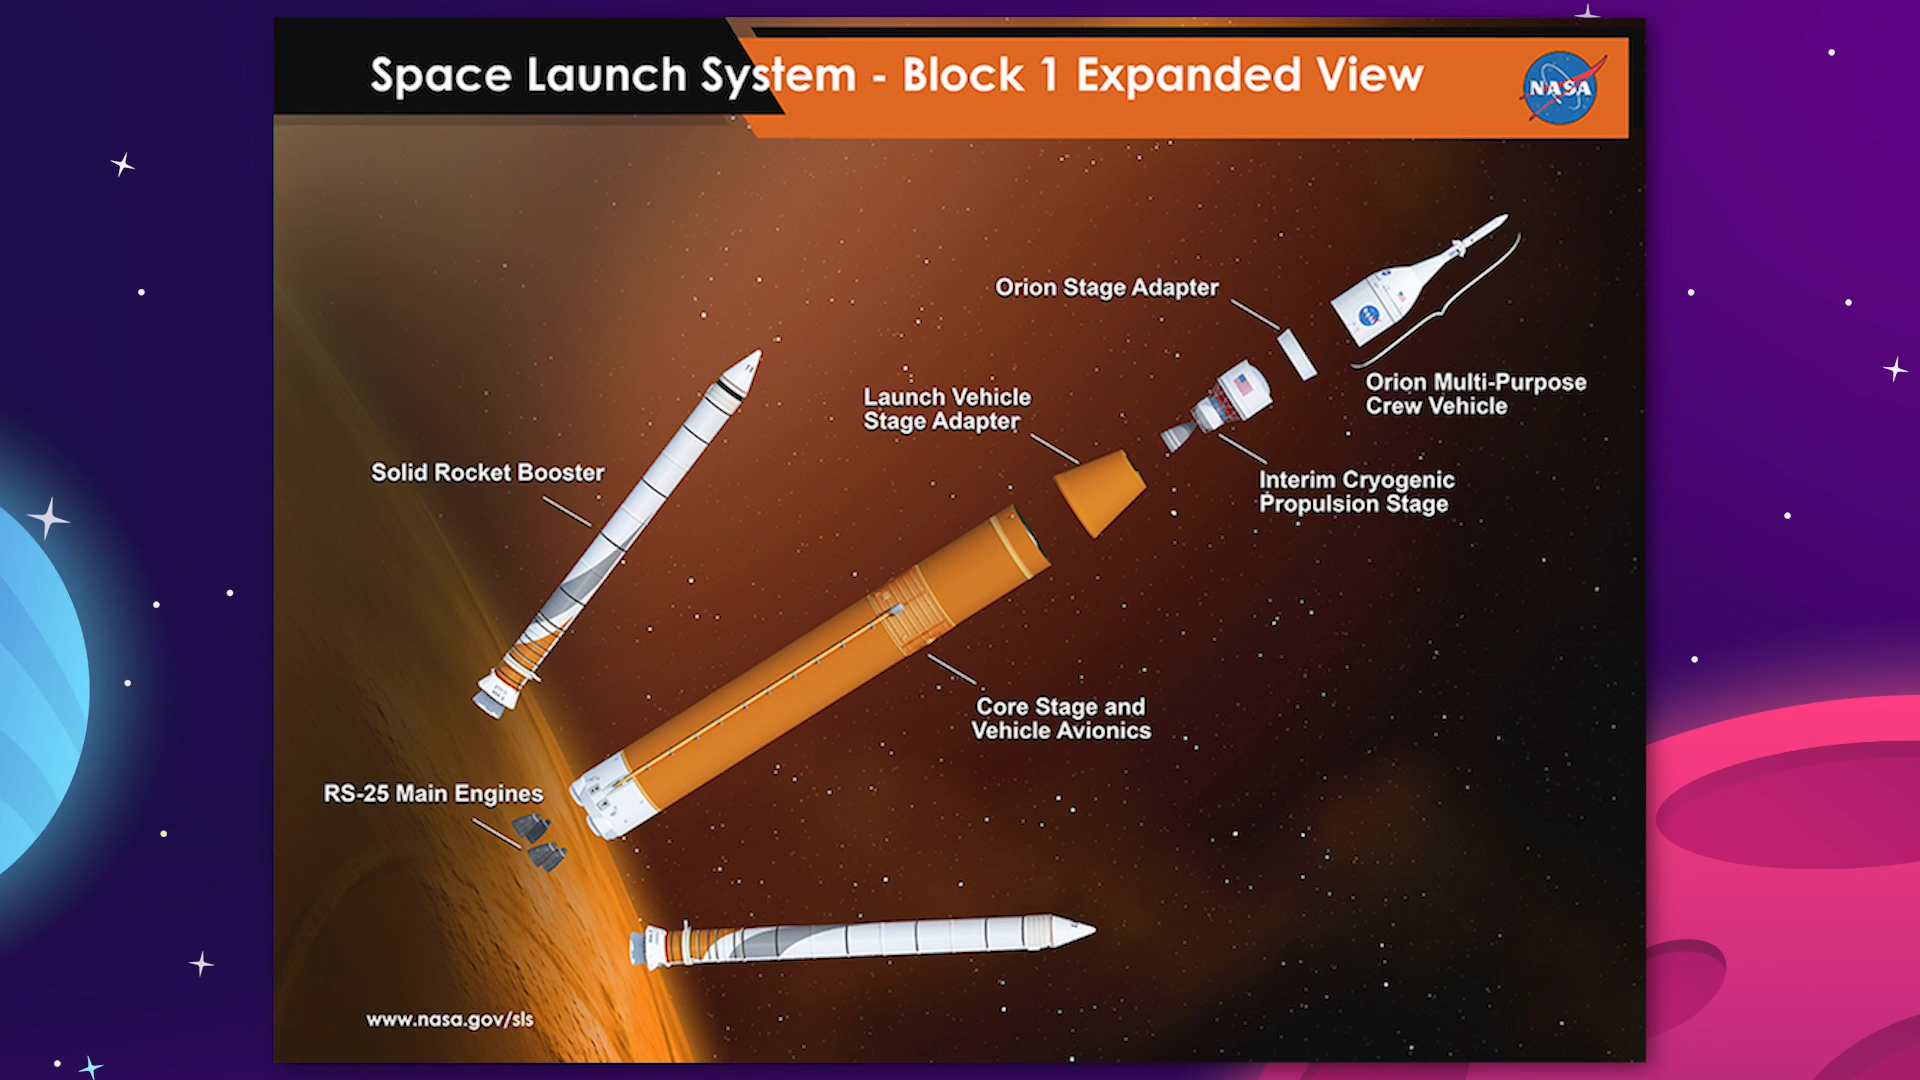 Space Launch System - Block 1 Expanded View
NASA
Orion Stage Adapter
Orion Multi-Purpose
Crew Vehicle
Launch Vehicle
Stage Adapter
Solid Rocket Booster
Interim Cryogenic
Propulsion Stage
Core Stage and
Vehicle Avionics
RS-25 Main Engines
www.nasa.gov/sls